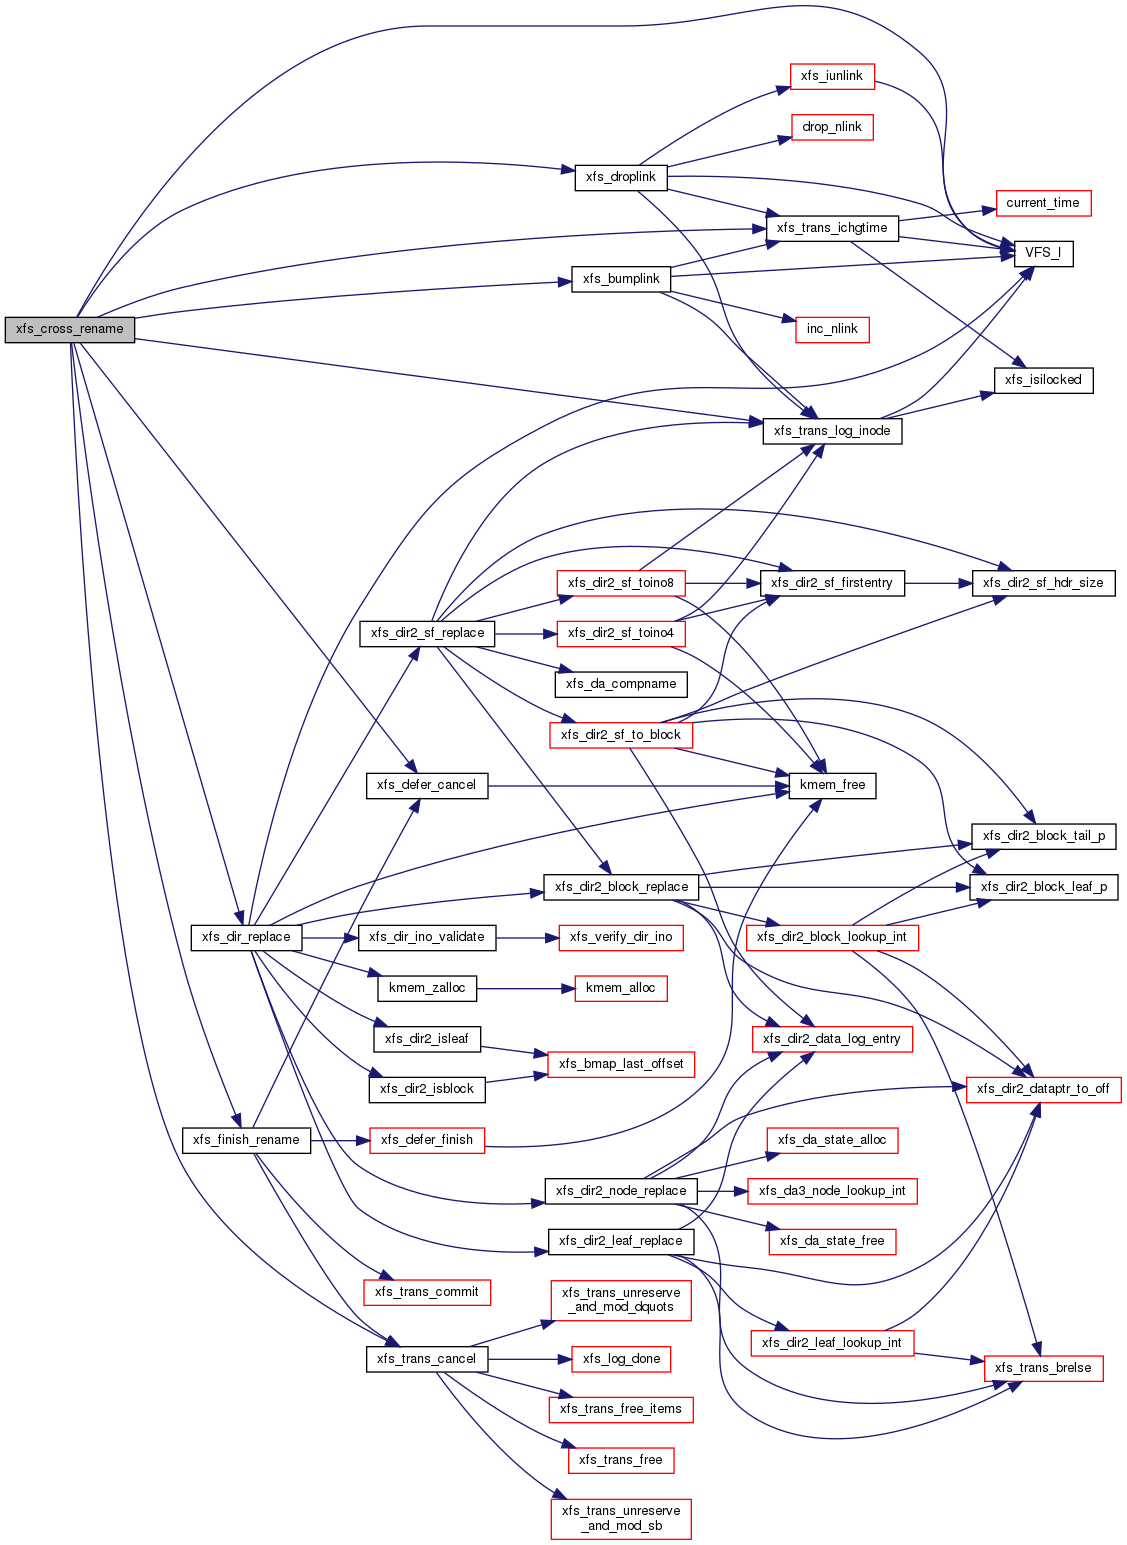 xfs_iunlink
drop_nlink
xfs_droplink
current_time
xfs_trans_ichgtime
VFS_I
xfs_bumplink
xfs_cross_rename
inc_nlink
xfs_isilocked
xfs_trans_log_inode
xfs_dir2_sf_toino8
xfs_dir2_sf_firstentry
xfs_dir2_sf_hdr_size
xfs_dir2_sf_replace
xfs_dir2_sf_toino4
xfs_da_compname
xfs_dir2_sf_to_block
xfs_defer_cancel
kmem_free
xfs_dir2_block_tail_p
xfs_dir2_block_replace
xfs_dir2_block_leaf_p
xfs_dir_replace
xfs_dir_ino_validate
xfs_verify_dir_ino
xfs_dir2_block_lookup_int
kmem_zalloc
kmem_alloc
xfs_dir2_isleaf
xfs_dir2_data_log_entry
xfs_bmap_last_offset
xfs_dir2_isblock
xfs_dir2_dataptr_to_off
xfs_finish_rename
xfs_defer_finish
xfs_da_state_alloc
xfs_dir2_node_replace
xfs_da3_node_lookup_int
xfs_dir2_leaf_replace
xfs_da_state_free
xfs_trans_commit
xfs_trans_unreserve
_and_mod_dquots
xfs_dir2_leaf_lookup_int
xfs_trans_cancel
xfs_log_done
xfs_trans_brelse
xfs_trans_free_items
xfs_trans_free
xfs_trans_unreserve
_and_mod_sb